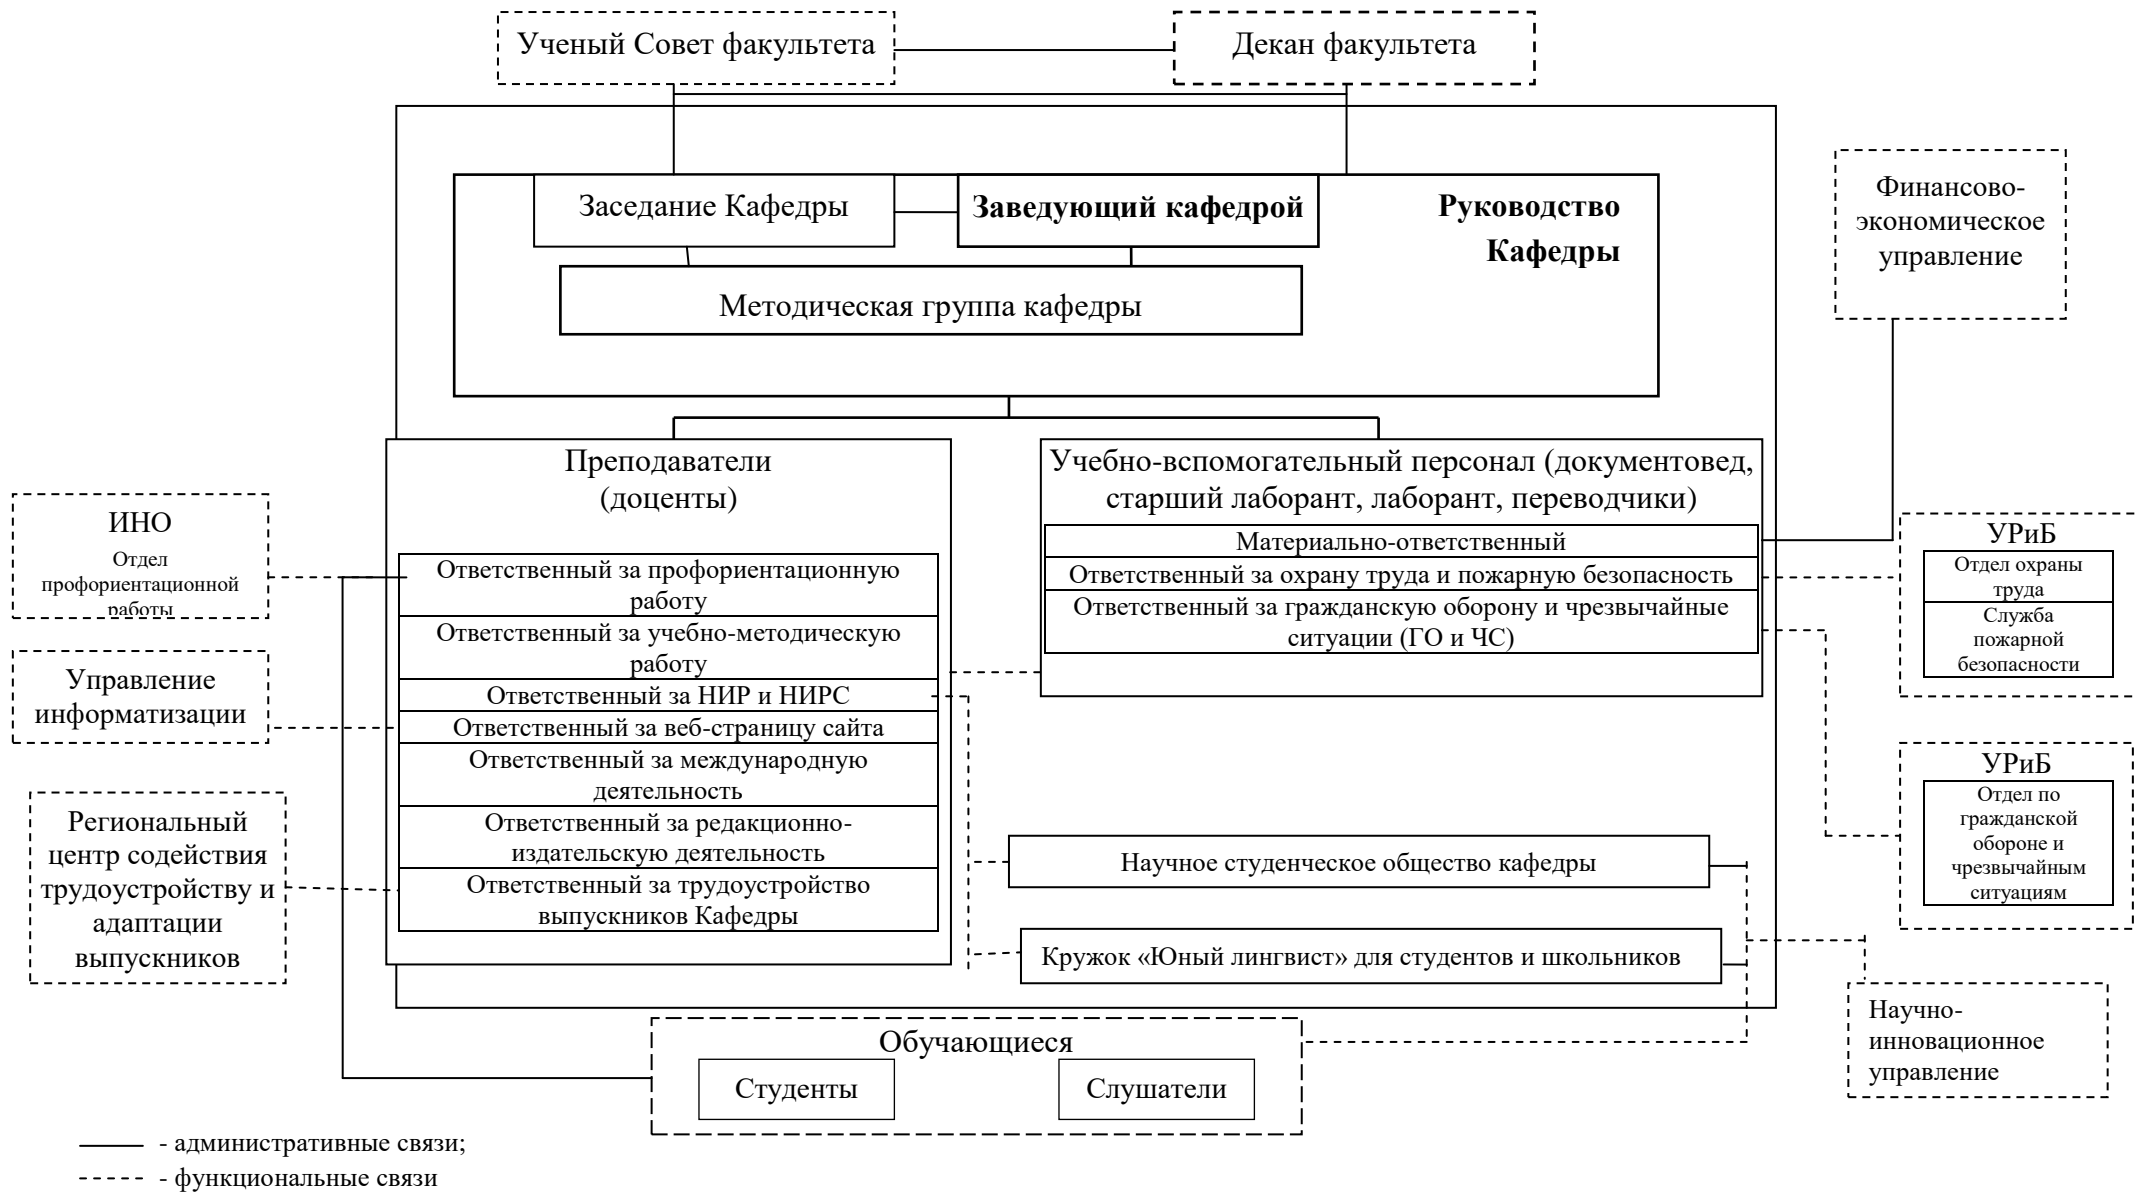 Ученый Совет факультета
Декан факультета
Заседание Кафедры
Заведующий кафедрой
Руководство
Кафедры
Методическая группа кафедры
Финансово-
экономическое
управление
Преподаватели
(доценты)
Ответственный за профориентационную
работу
Ответственный за учебно-методическую
работу
Ответственный за НИР и НИРС
Ответственный за веб-страницу сайта
Ответственный за международную
деятельность
Ответственный за редакционно-
издательскую деятельность
Ответственный за трудоустройство
выпускников Кафедры
Учебно-вспомогательный персонал (документовед,
старший лаборант, лаборант, переводчики)
Материально-ответственный
Ответственный за охрану труда и пожарную безопасность
Ответственный за гражданскую оборону и чрезвычайные
ситуации (ГО и ЧС)
ИНО
Отдел
профориентационной
работы
Управление
информатизации
Региональный
центр содействия
трудоустройству и
адаптации
выпускников
УРиБ
Отдел охраны
труда
Служба
пожарной
безопасности
УРиБ
Отдел по
гражданской
обороне и
чрезвычайным
ситуациям
Научное студенческое общество кафедры
Кружок «Юный лингвист» для студентов и школьников
Научно-
инновационное
управление
Обучающиеся
Студенты
Слушатели
- административные связи;
- функциональные связи